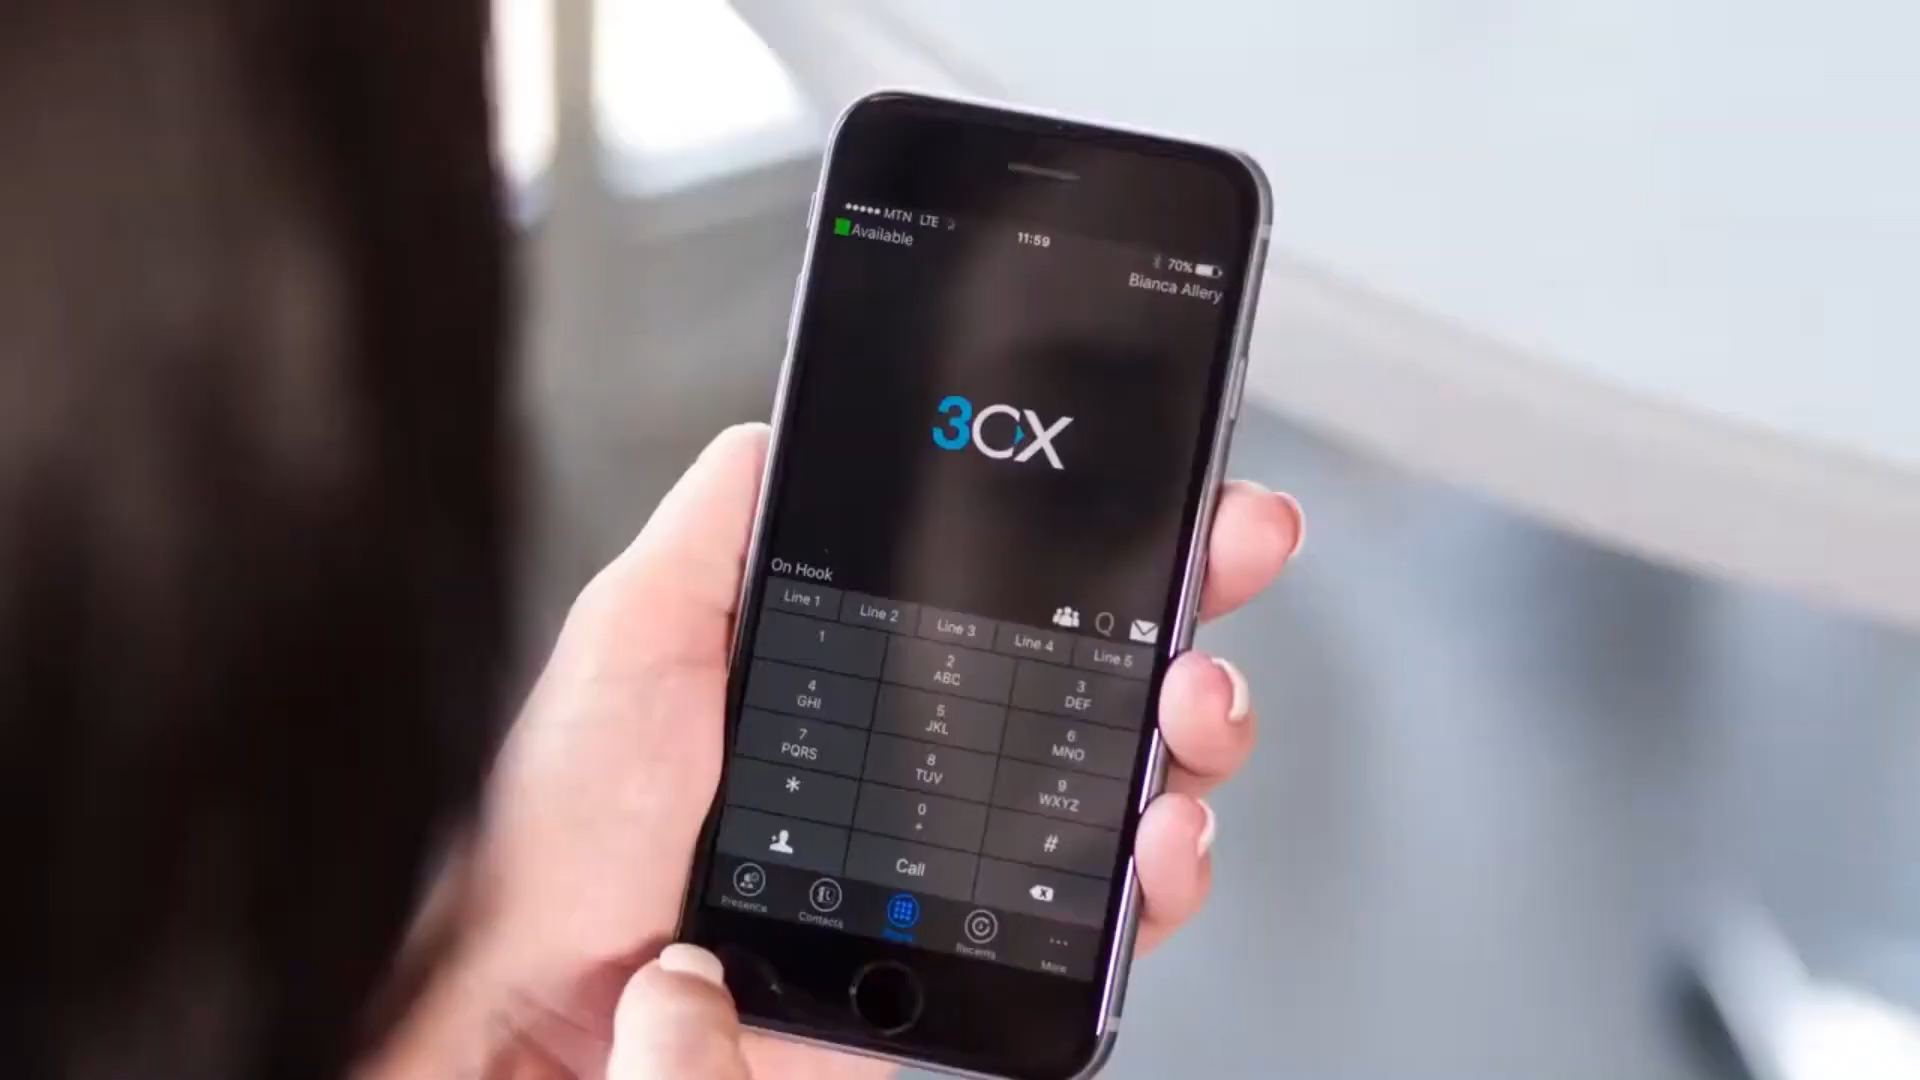 MTN LTE
11:59
70%
Available
Bianca Allery
3CX
On Hook
Line 1 Line 2 Line 3 Line 4 Line 5
Q
1
2
ABC
3
DEF
4
GHI
5
JKL
6
MNO
7
PQRS
8
TUV
9
WXYZ
*
0
+
#
Call
Presence
Contacts
Recents
More